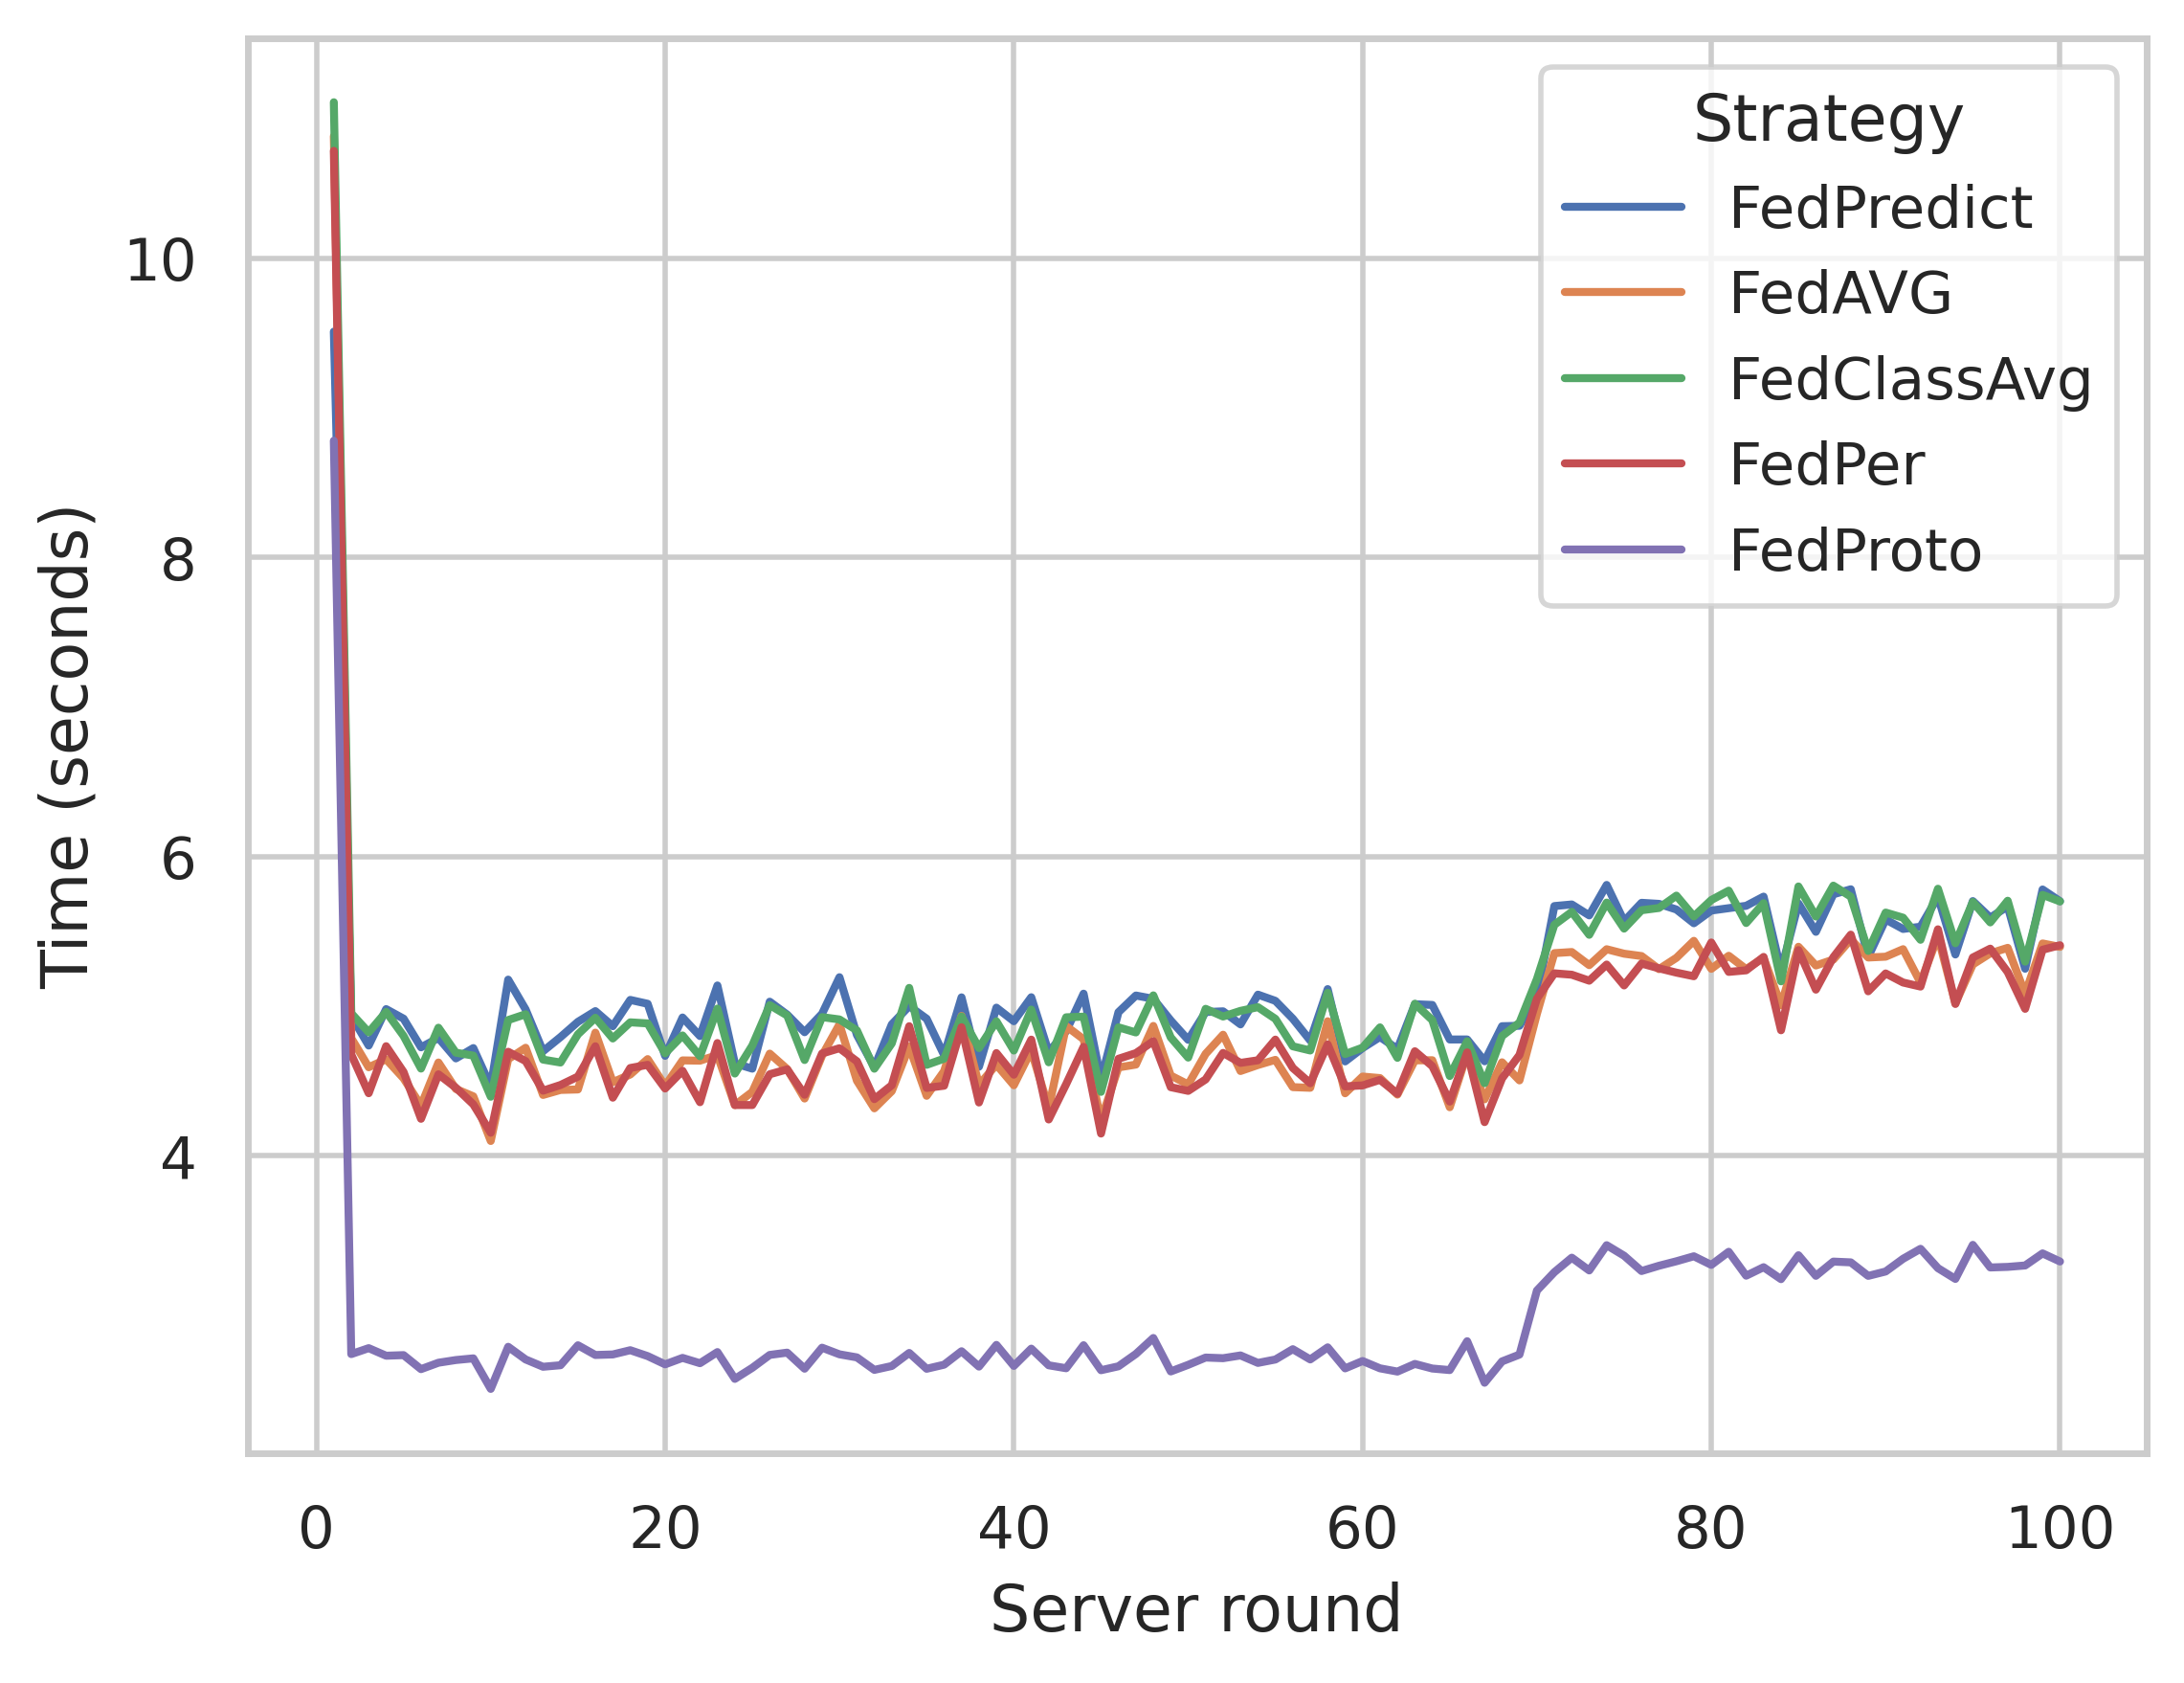 Strategy
FedPredict
FedAVG
FedClassAvg
FedPer
FedProto
Time (seconds)
10
8
6
4
0 20 40 60 80 100
Server round